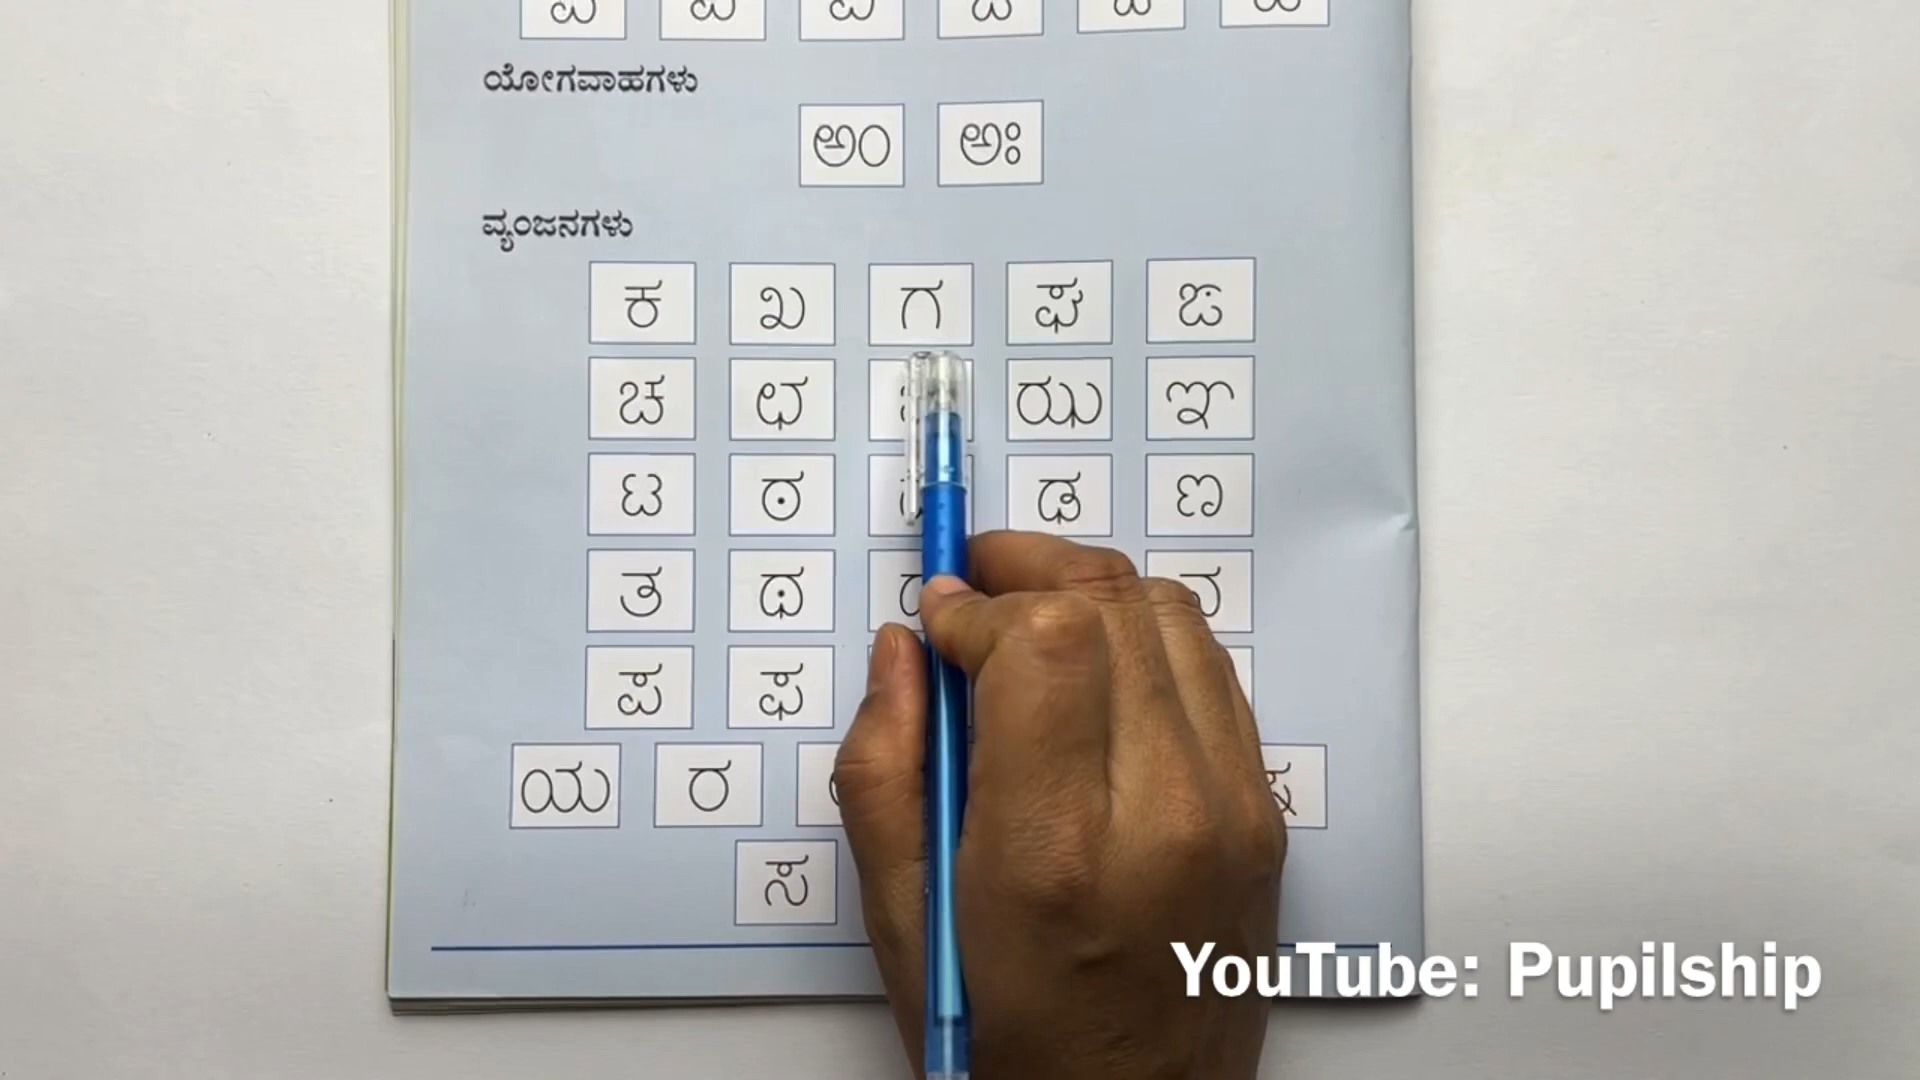 ಯೋಗವಾಹಗಳು
ಅಂ ಅಃ
ವ್ಯಂಜನಗಳು
ಕ ಖ ಗ ಘ ಙ
ಚ ಛ ಝ ಞ
ಟ ಠ ಢ ಣ
ತ ಥ
ಪ ಫ
ಯ ರ
ಸ
YouTube: Pupilship